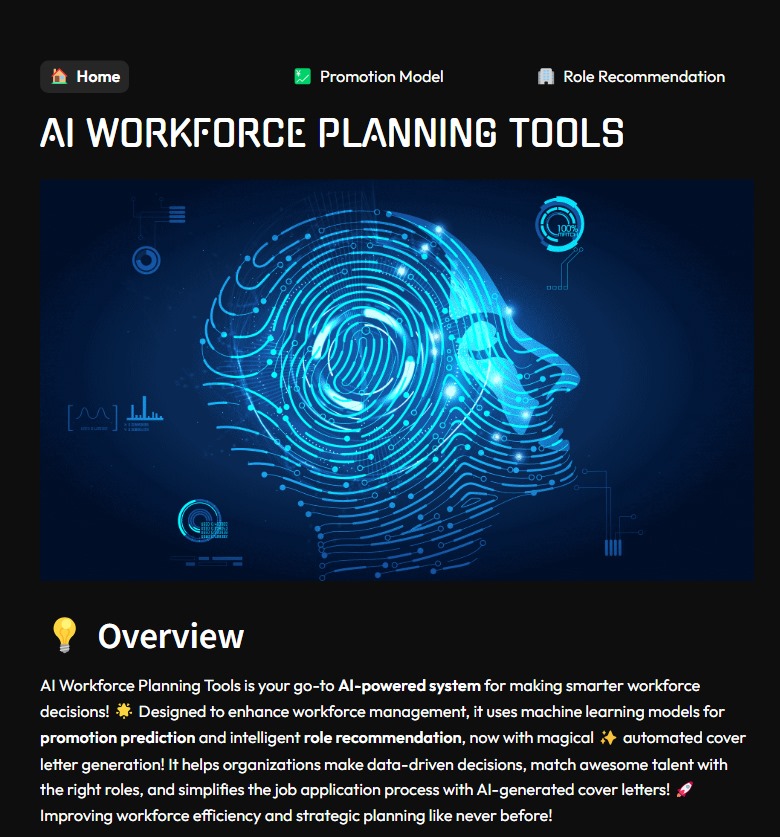 🏠 Home 💹 Promotion Model 🏢 Role Recommendation
AI WORKFORCE PLANNING TOOLS
100%
💡 Overview
AI Workforce Planning Tools is your go-to AI-powered system for making smarter workforce
decisions! 🌟 Designed to enhance workforce management, it uses machine learning models for
promotion prediction and intelligent role recommendation, now with magical ✨ automated cover
letter generation! It helps organizations make data-driven decisions, match awesome talent with
the right roles, and simplifies the job application process with AI-generated cover letters! 🚀
Improving workforce efficiency and strategic planning like never before!